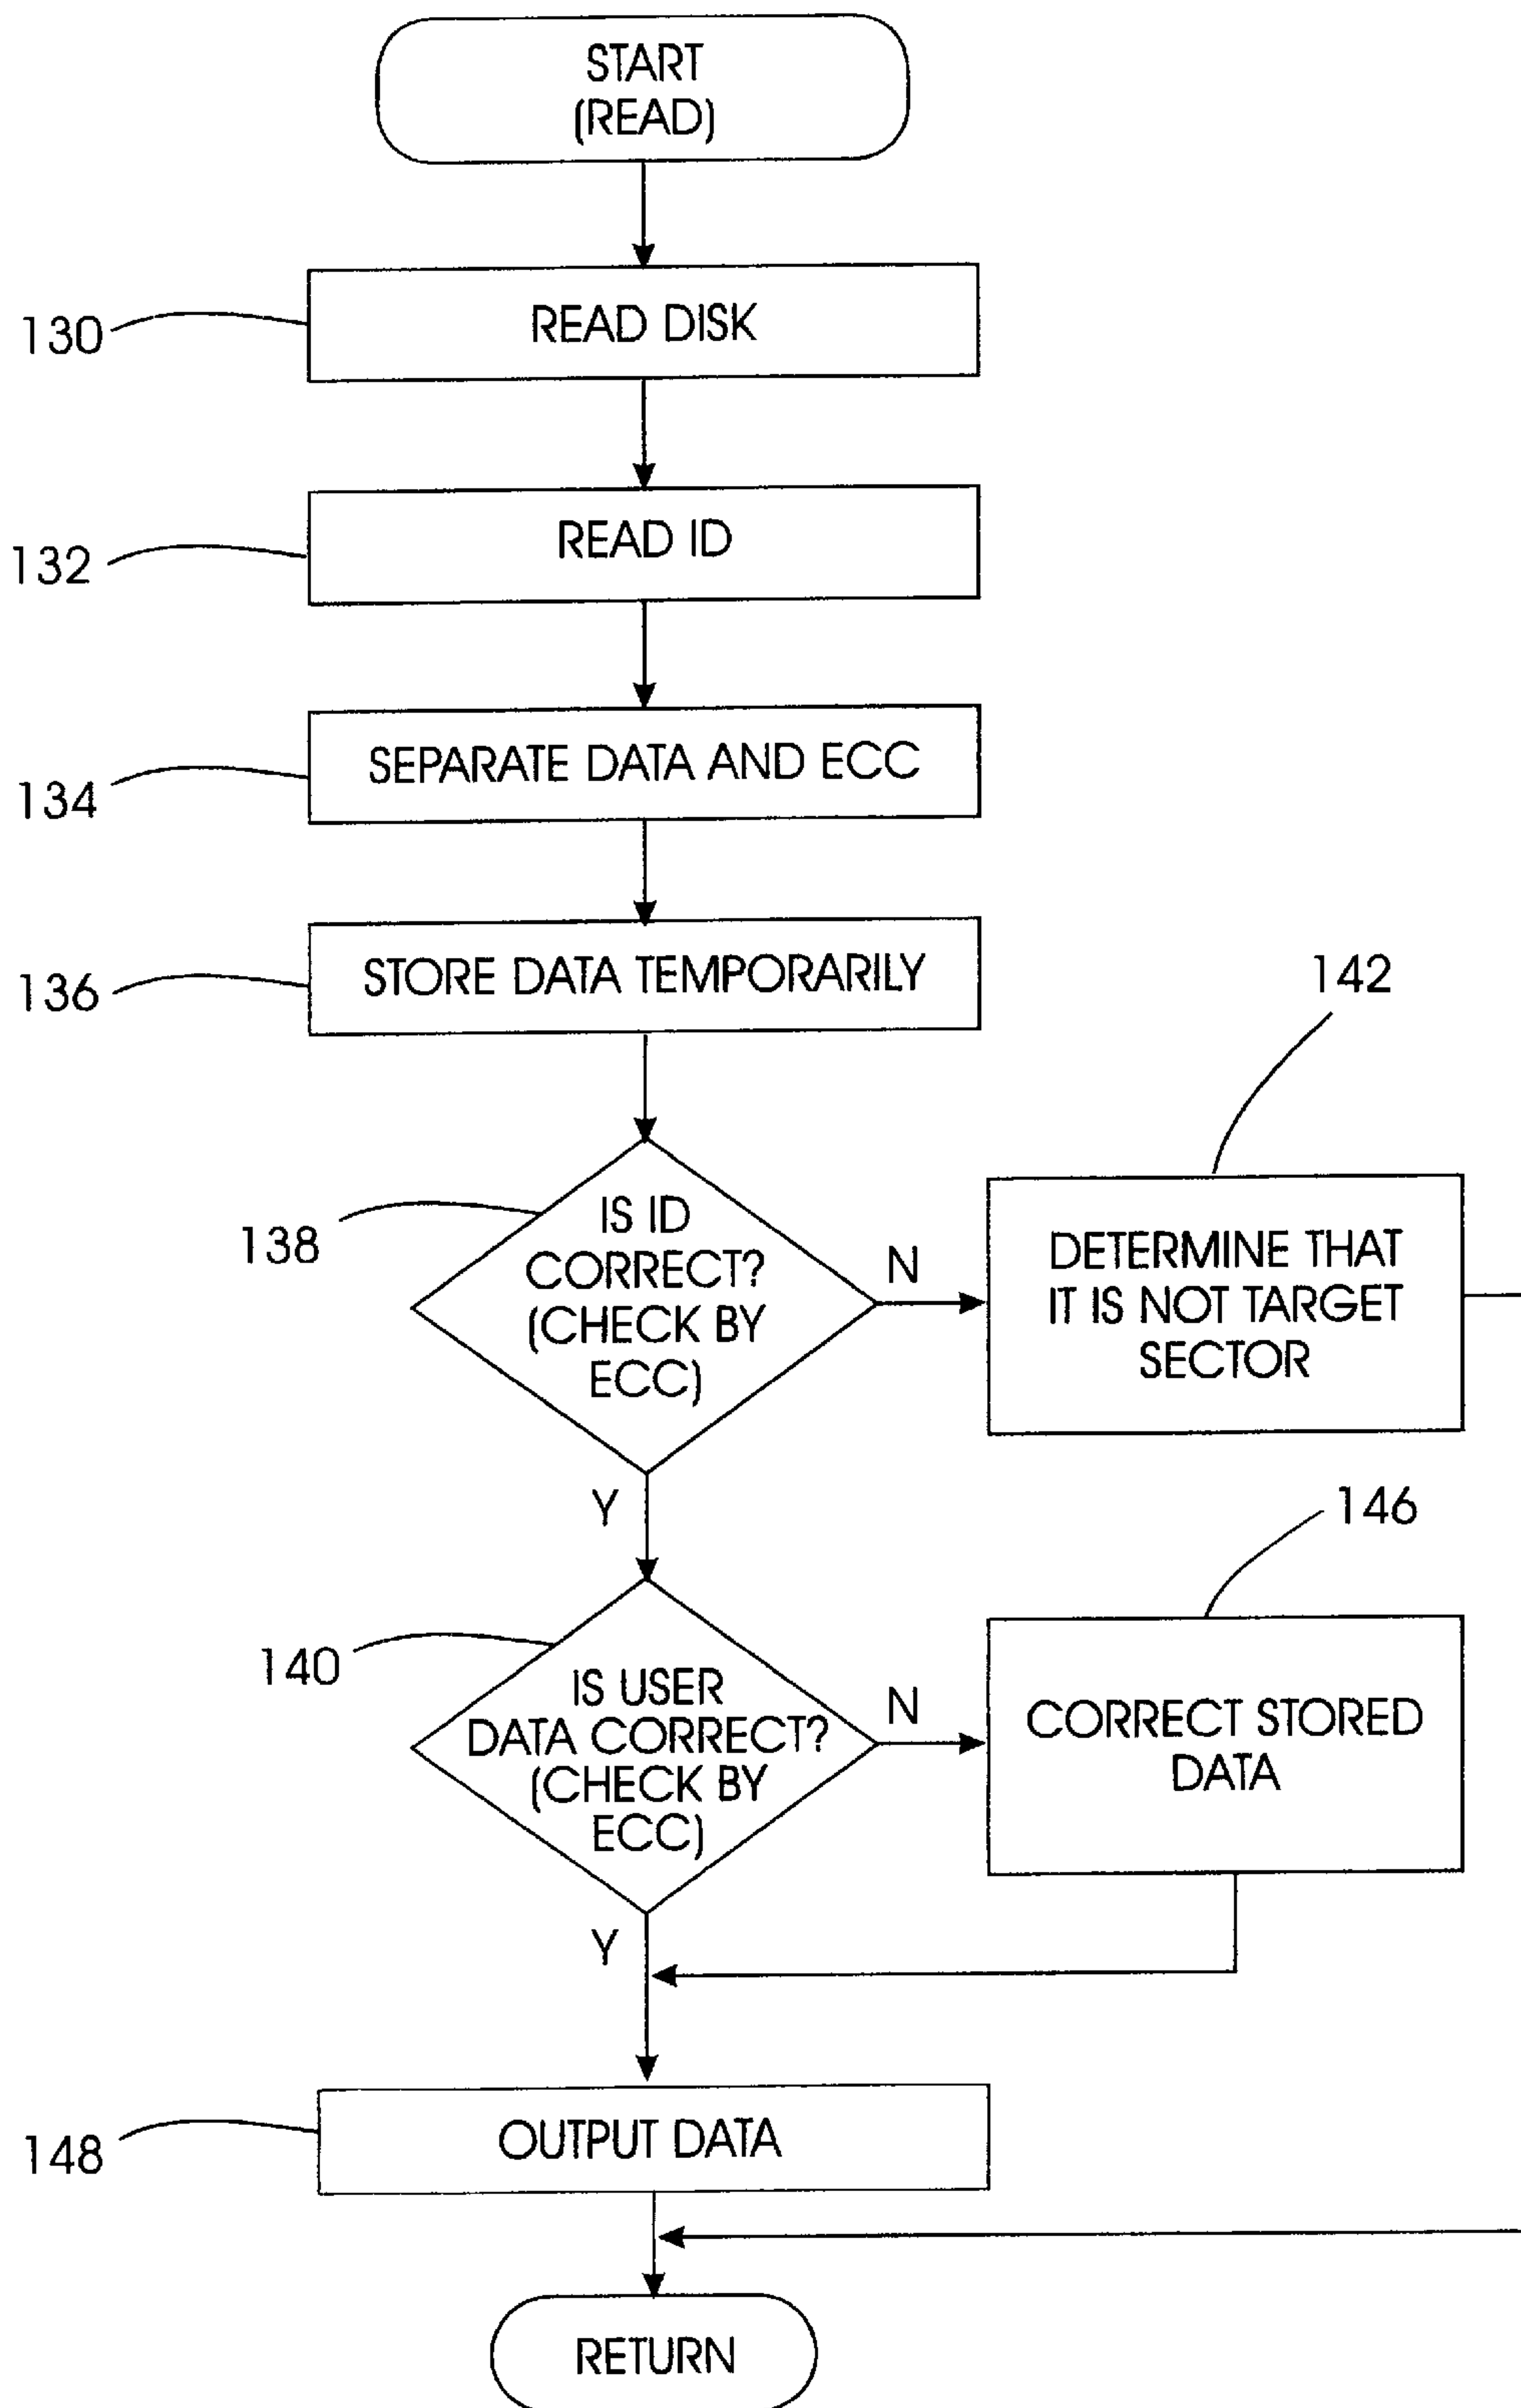 START
(READ)
130
READ DISK
132
READ ID
134
SEPARATE DATA AND ECC
136
STORE DATA TEMPORARILY
142
138
IS ID
CORRECT?
(CHECK BY
ECC)
N
DETERMINE THAT
IT IS NOT TARGET
SECTOR
Y
146
140
IS USER
DATA CORRECT?
(CHECK BY
ECC)
N
CORRECT STORED
DATA
Y
148
OUTPUT DATA
RETURN